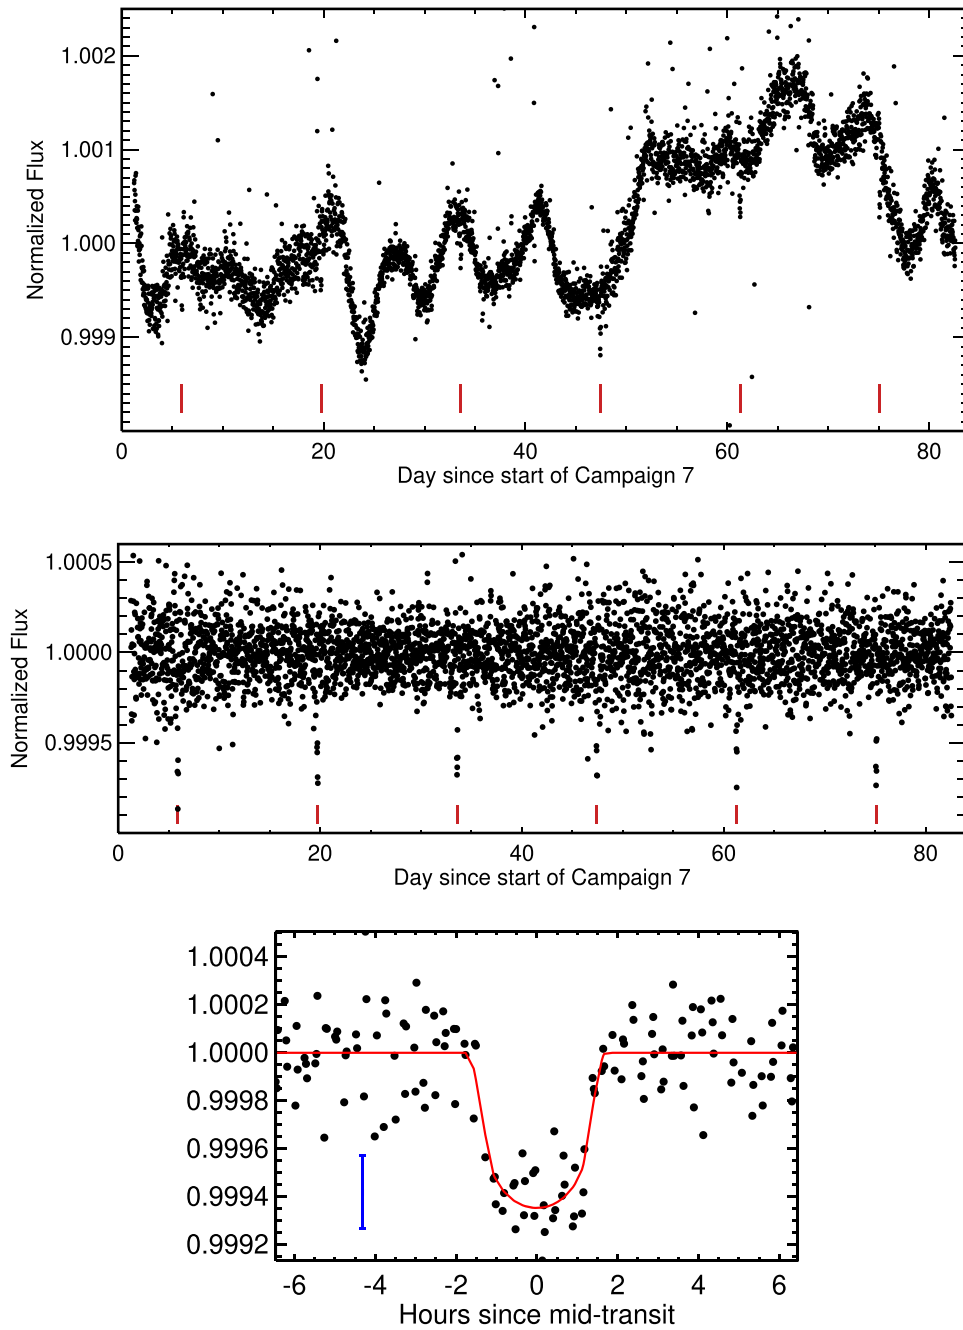 1.002
1.001
1.000
0.999
Normalized Flux
0 20 40 60 80
Day since start of Campaign 7
1.0005
1.0000
0.9995
Normalized Flux
0 20 40 60 80
Day since start of Campaign 7
1.0004
1.0002
1.0000
0.9998
0.9996
0.9994
0.9992
-6 -4 -2 0 2 4 6
Hours since mid-transit